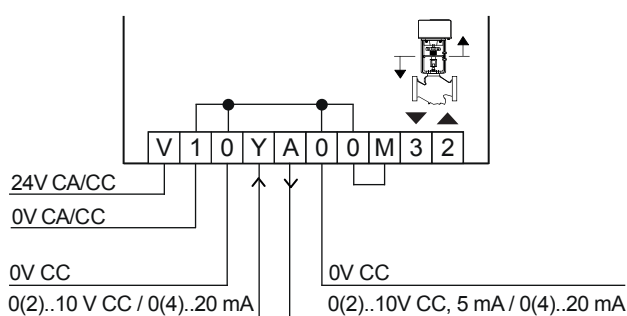 V 1 0 Y A 0 0 M 3 2
24V CA/CC
0V CA/CC
0V CC
0(2)..10 V CC / 0(4)..20 mA
0V CC
0(2)..10V CC, 5 mA / 0(4)..20 mA